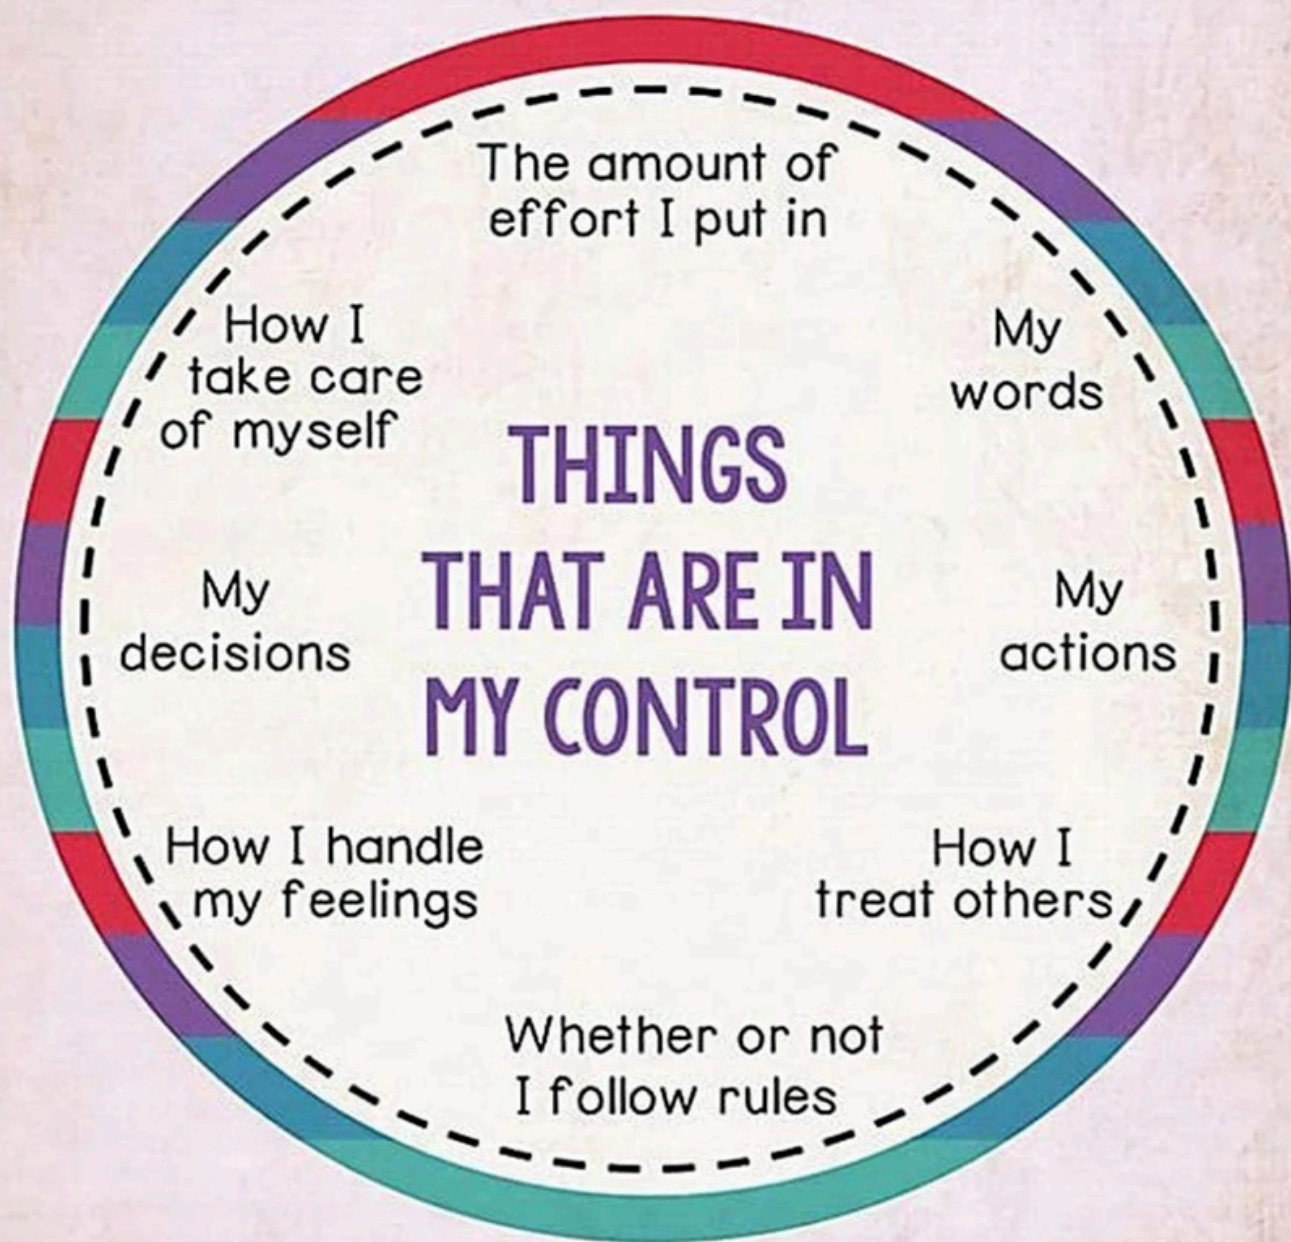 The amount of
effort I put in
How I
take care
of myself
My
words
THINGS
THAT ARE IN
MY CONTROL
My
decisions
My
actions
How I handle
my feelings
How I
treat others
Whether or not
I follow rules